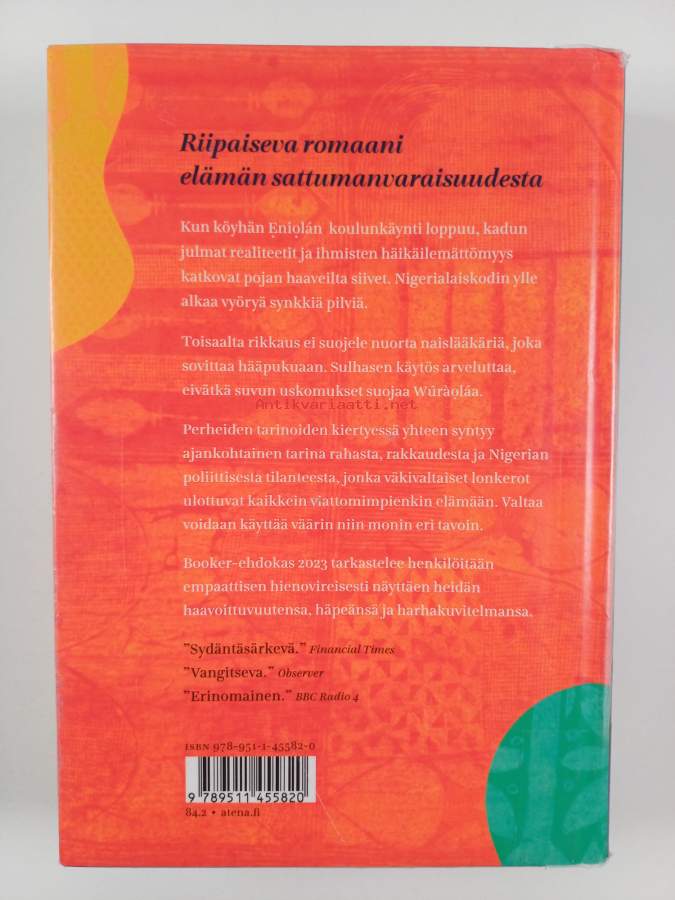 Riipaiseva romaani
elämän sattumanvaraisuudesta
Kun köyhän Ẹniọlán koulunkäynti loppuu, kadun
julmat realiteetit ja ihmisten häikäilemättömyys
katkovat pojan haaveilta siivet. Nigerialaiskodin ylle
alkaa vyöryä synkkiä pilviä.
Toisaalta rikkaus ei suojele nuorta naislääkäriä, joka
sovittaa hääpukuaan. Sulhasen käytös arveluttaa,
eivätkä suvun uskomukset suojaa Wúràọláa.
Antikvariaatti.net
Perheiden tarinoiden kiertyessä yhteen syntyy
ajankohtainen tarina rahasta, rakkaudesta ja Nigerian
poliittisesta tilanteesta, jonka väkivaltaiset lonkerot
ulottuvat kaikkein viattomimpienkin elämään. Valtaa
voidaan käyttää väärin niin monin eri tavoin.
Booker-ehdokas 2023 tarkastelee henkilöitään
empaattisen hienovireisesti näyttäen heidän
haavoittuvuutensa, häpeänsä ja harhakuvitelmansa.
”Sydäntäsärkevä.” Financial Times
”Vangitseva.” Observer
”Erinomainen.” BBC Radio 4
ISBN 978-951-1-45582-0
9 789511 455820
84.2 • atena.fi